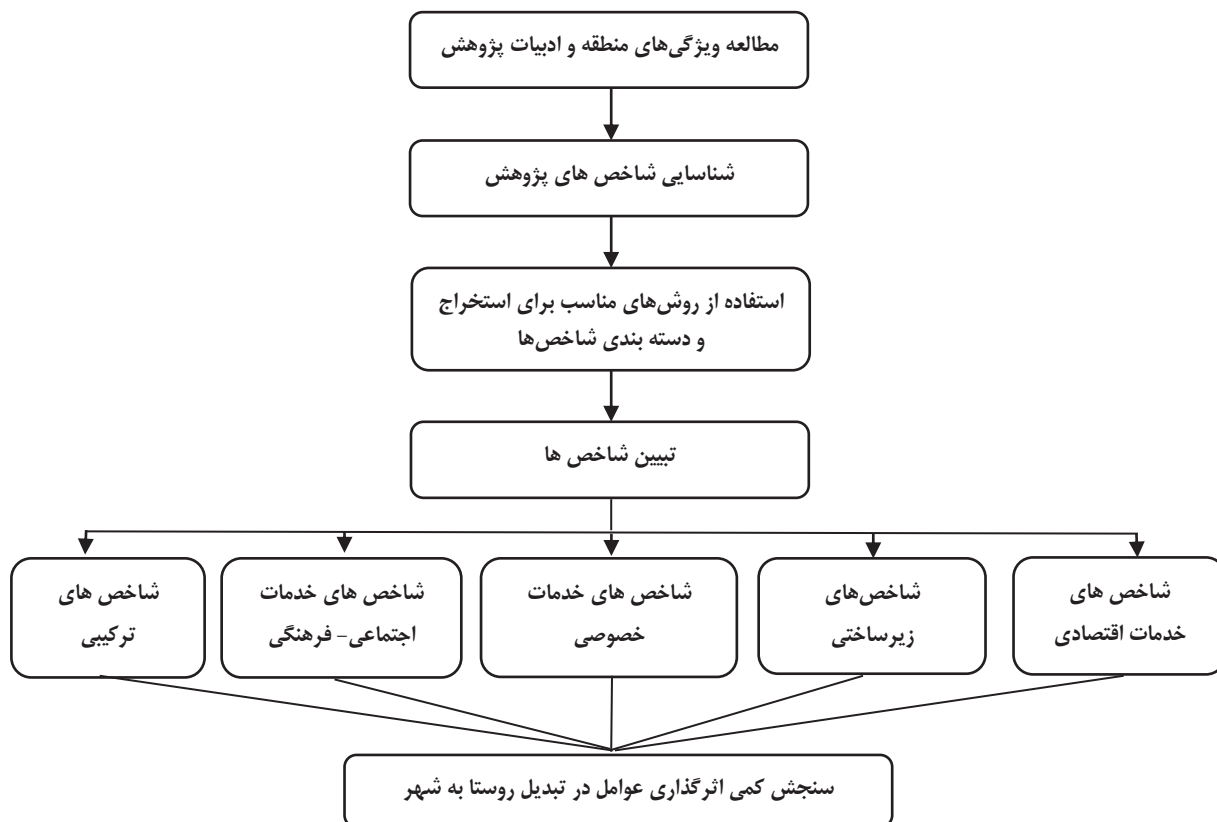 مطالعه ویژگی‌های منطقه و ادبیات پژوهش
شناسایی شاخص های پژوهش
استفاده از روش‌های مناسب برای استخراج
و دسته بندی شاخص‌ها
تبیین شاخص ها
شاخص های
خدمات اقتصادی
شاخص‌های
زیرساختی
شاخص های خدمات
خصوصی
شاخص های خدمات
اجتماعی- فرهنگی
شاخص های
ترکیبی
سنجش کمی اثرگذاری عوامل در تبدیل روستا به شهر